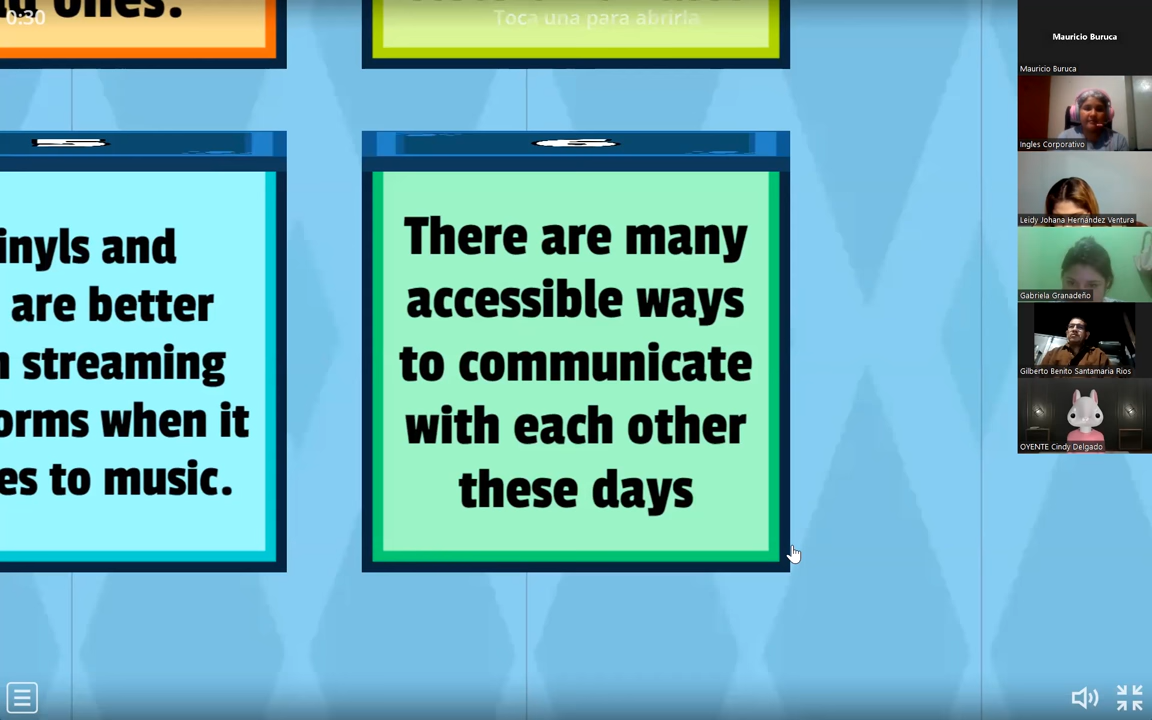 0:30
ones?
Toca una para abrirla
inyls and
are better
streaming
orms when it
es to music.
There are many
accessible ways
to communicate
with each other
these days
Mauricio Buruca
Mauricio Buruca
Ingles Corporativo
Leidy Johana Hernández Ventura
Gabriela Granadeño
Gilberto Benito Santamaria Rios
OYENTE Cindy Delgado